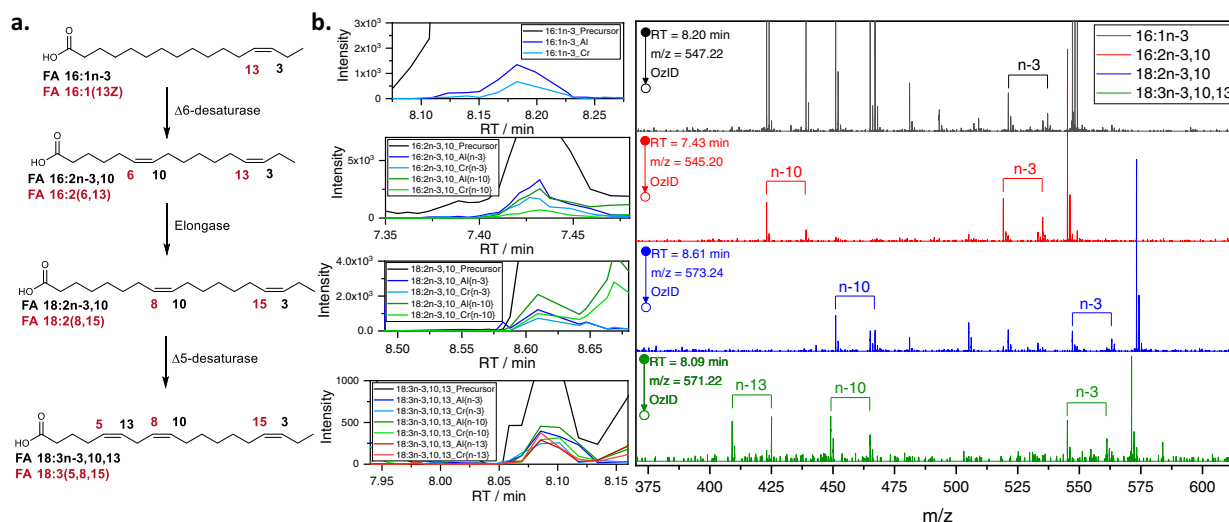 a.
O
HO
13
3
FA 16:1n-3
FA 16:1(13Z)
Δ6-desaturase
O
HO
6
10
13
3
FA 16:2n-3,10
FA 16:2(6,13)
Elongase
O
HO
8
10
15
3
FA 18:2n-3,10
FA 18:2(8,15)
Δ5-desaturase
O
HO
5
13
8
10
15
3
FA 18:3n-3,10,13
FA 18:3(5,8,15)
b.
Intensity
3x10³
2x10³
1x10³
0
16:1n-3_Precursor
16:1n-3_Al
16:1n-3_Cr
8.10 8.15 8.20 8.25
RT / min
Intensity
5x10³
0
16:2n-3,10_Precursor
16:2n-3,10_Al{n-3}
16:2n-3,10_Cr{n-3}
16:2n-3,10_Al{n-10}
16:2n-3,10_Cr{n-10}
7.35 7.40 7.45
RT / min
Intensity
4.0x10³
2.0x10³
0.0
18:2n-3,10_Precursor
18:2n-3,10_Al{n-3}
18:2n-3,10_Cr{n-3}
18:2n-3,10_Al{n-10}
18:2n-3,10_Cr{n-10}
8.50 8.55 8.60 8.65
RT / min
Intensity
1000
500
0
18:3n-3,10,13_Precursor
18:3n-3,10,13_Al{n-3}
18:3n-3,10,13_Cr{n-3}
18:3n-3,10,13_Al{n-10}
18:3n-3,10,13_Cr{n-10}
18:3n-3,10,13_Al{n-13}
18:3n-3,10,13_Cr{n-13}
7.95 8.00 8.05 8.10 8.15
RT / min
RT = 8.20 min
m/z = 547.22
OzID
n-3
16:1n-3
16:2n-3,10
18:2n-3,10
18:3n-3,10,13
RT = 7.43 min
m/z = 545.20
OzID
n-10
n-3
RT = 8.61 min
m/z = 573.24
OzID
n-10
n-3
RT = 8.09 min
m/z = 571.22
OzID
n-13
n-10
n-3
375 400 425 450 475 500 525 550 575 600
m/z